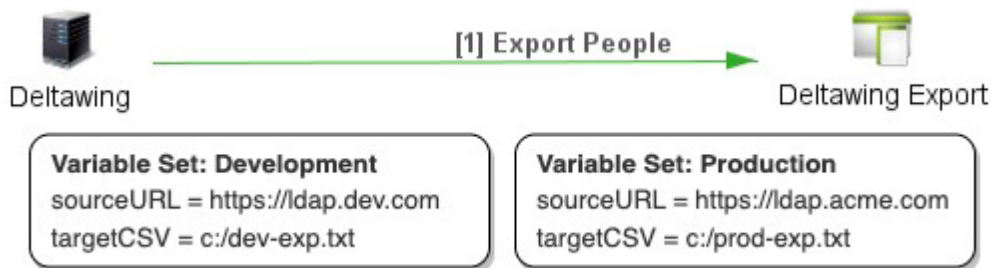 [1] Export People
Deltawing
Deltawing Export
Variable Set: Development
sourceURL = https://ldap.dev.com
targetCSV = c:/dev-exp.txt
Variable Set: Production
sourceURL = https://ldap.acme.com
targetCSV = c:/prod-exp.txt